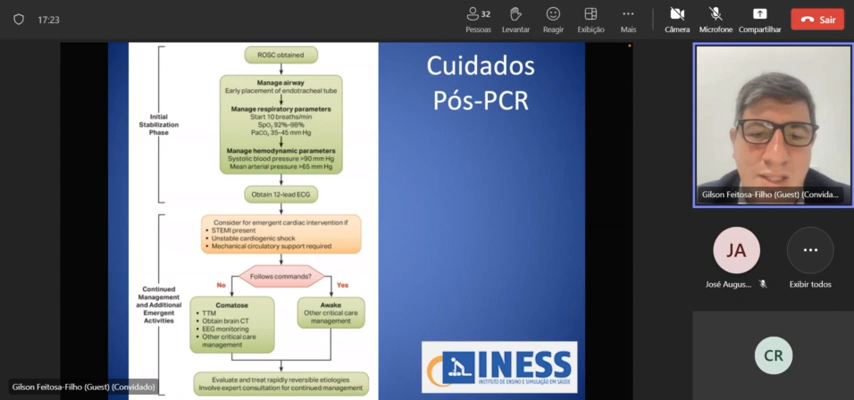 17:23
32
Pessoas
Levantar
Reagir
Exibição
Mais
Câmera
Microfone
Compartilhar
Sair
Cuidados
Pós-PCR
ROSC obtained
Manage airway
Early placement of endotracheal tube
Manage respiratory parameters
Start 10 breaths/min
SpO₂ 92%-98%
PaCO₂ 35-45 mm Hg
Manage hemodynamic parameters
Systolic blood pressure >90 mm Hg
Mean arterial pressure >65 mm Hg
Initial
Stabilization
Phase
Obtain 12-lead ECG
Consider for emergent cardiac intervention if
• STEMI present
• Unstable cardiogenic shock
• Mechanical circulatory support required
Follows commands?
No
Yes
Continued
Management
and Additional
Emergent
Activities
Comatose
• TTM
• Obtain brain CT
• EEG monitoring
• Other critical care
management
Awake
Other critical care
management
Evaluate and treat rapidly reversible etiologies
Involve expert consultation for continued management
INESS
INSTITUTO DE ENSINO E SIMULAÇÃO EM SAÚDE
Gilson Feitosa-Filho (Guest) (Convidado)
Gilson Feitosa-Filho (Guest) (Convida...
JA
José Augus...
...
Exibir todos
CR